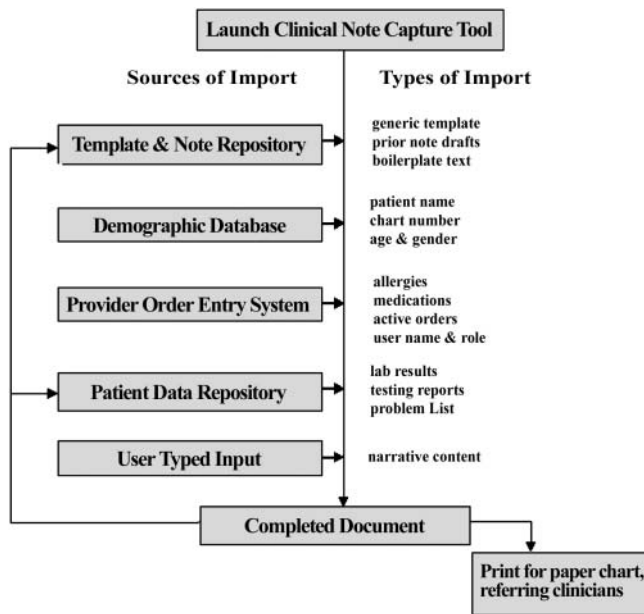 Launch Clinical Note Capture Tool
Sources of Import
Types of Import
Template & Note Repository
generic template
prior note drafts
boilerplate text
Demographic Database
patient name
chart number
age & gender
Provider Order Entry System
allergies
medications
active orders
user name & role
Patient Data Repository
lab results
testing reports
problem List
User Typed Input
narrative content
Completed Document
Print for paper chart,
referring clinicians